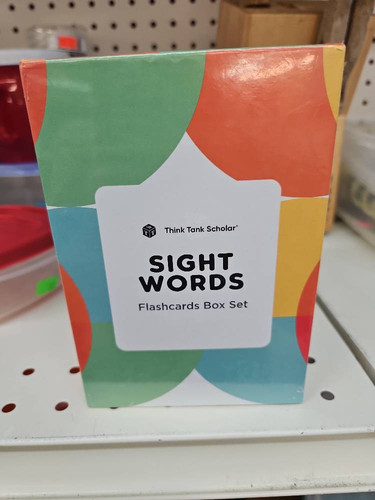 Think Tank Scholar®
SIGHT
WORDS
Flashcards Box Set